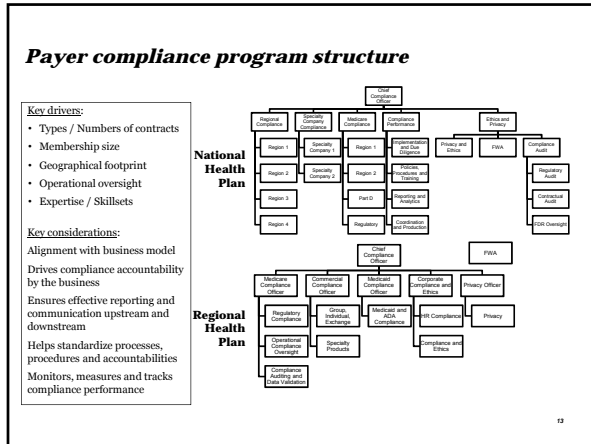 Payer compliance program structure
Key drivers:
• Types / Numbers of contracts
• Membership size
• Geographical footprint
• Operational oversight
• Expertise / Skillsets
Key considerations:
Alignment with business model
Drives compliance accountability
by the business
Ensures effective reporting and
communication upstream and
downstream
Helps standardize processes,
procedures and accountabilities
Monitors, measures and tracks
compliance performance
National
Health
Plan
Chief
Compliance
Officer
Regional
Compliance
Region 1
Region 2
Region 3
Region 4
Specialty
Company
Compliance
Specialty
Company 1
Specialty
Company 2
Medicare
Compliance
Region 1
Region 2
Part D
Regulatory
Compliance
Performance
Implementation
and Due
Diligence
Policies,
Procedures and
Training
Reporting and
Analytics
Coordination
and Production
Ethics and
Privacy
Privacy and
Ethics
FWA
Compliance
Audit
Regulatory
Audit
Contractual
Audit
FDR Oversight
Regional
Health
Plan
Chief
Compliance
Officer
FWA
Medicare
Compliance
Officer
Regulatory
Compliance
Operational
Compliance
Oversight
Compliance
Auditing and
Data Validation
Commercial
Compliance
Officer
Group,
Individual,
Exchange
Specialty
Products
Medicaid
Compliance
Officer
Medicaid and
ADA
Compliance
Corporate
Compliance and
Ethics
HR Compliance
Compliance and
Ethics
Privacy Officer
Privacy
13